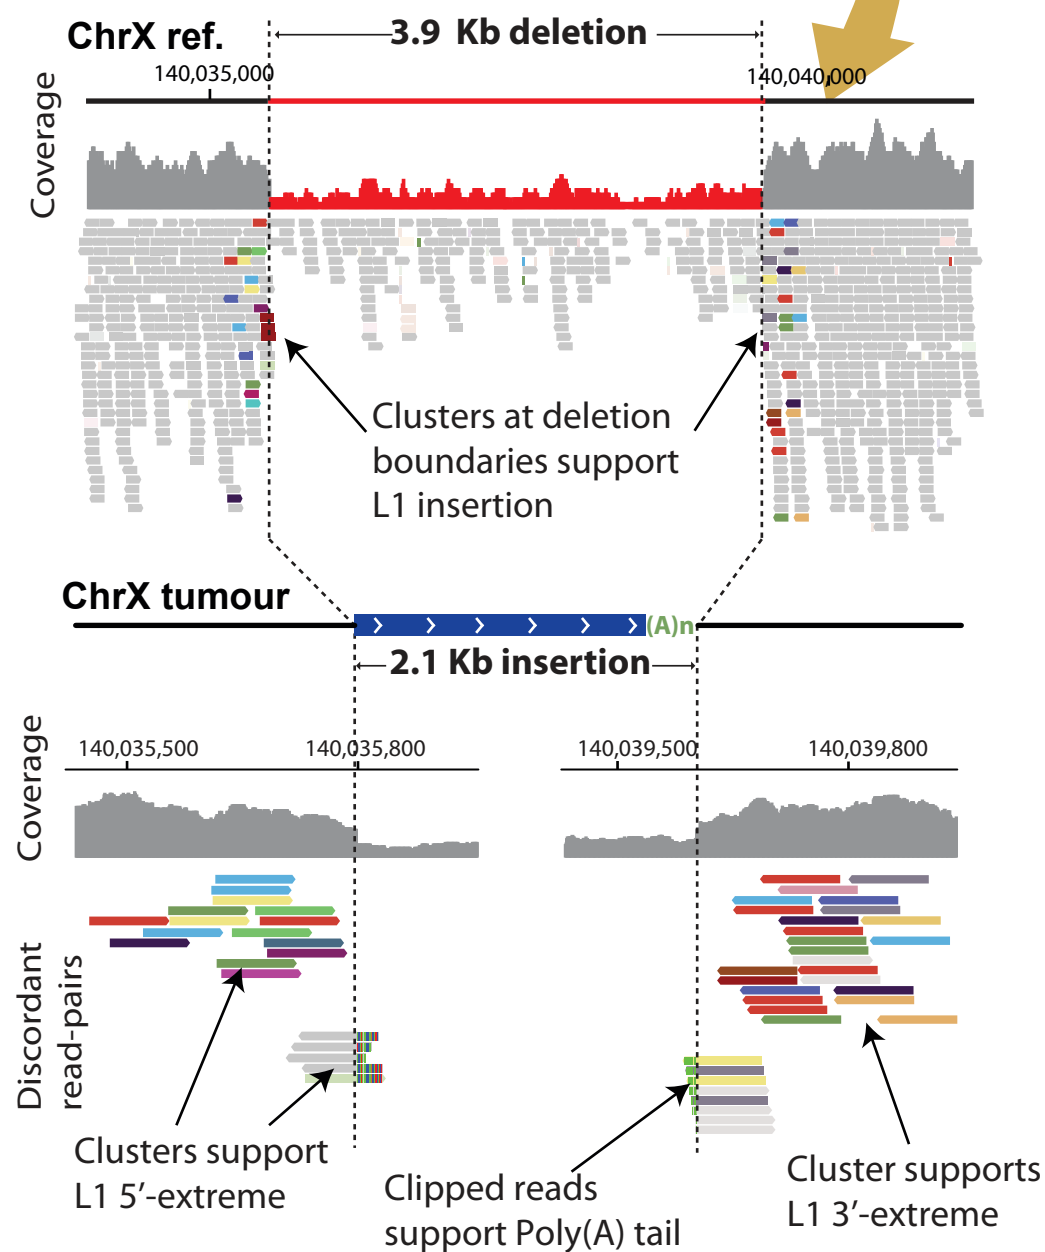 ChrX ref.
3.9 Kb deletion
140,035,000
140,040,000
Coverage
Clusters at deletion
boundaries support
L1 insertion
ChrX tumour
(A)n
2.1 Kb insertion
Coverage
140,035,500
140,035,800
140,039,500
140,039,800
Discordant
read-pairs
Clusters support
L1 5’-extreme
Clipped reads
support Poly(A) tail
Cluster supports
L1 3’-extreme